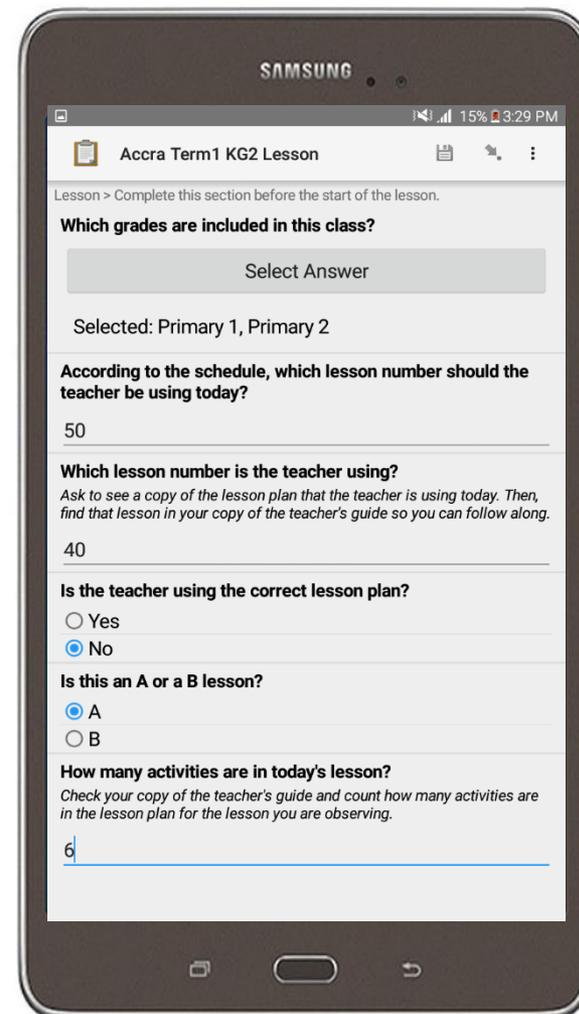 SAMSUNG
15% 3:29 PM
Accra Term1 KG2 Lesson
Lesson > Complete this section before the start of the lesson.
Which grades are included in this class?
Select Answer
Selected: Primary 1, Primary 2
According to the schedule, which lesson number should the
teacher be using today?
50
Which lesson number is the teacher using?
Ask to see a copy of the lesson plan that the teacher is using today. Then,
find that lesson in your copy of the teacher's guide so you can follow along.
40
Is the teacher using the correct lesson plan?
Yes
No
Is this an A or a B lesson?
A
B
How many activities are in today's lesson?
Check your copy of the teacher's guide and count how many activities are
in the lesson plan for the lesson you are observing.
6